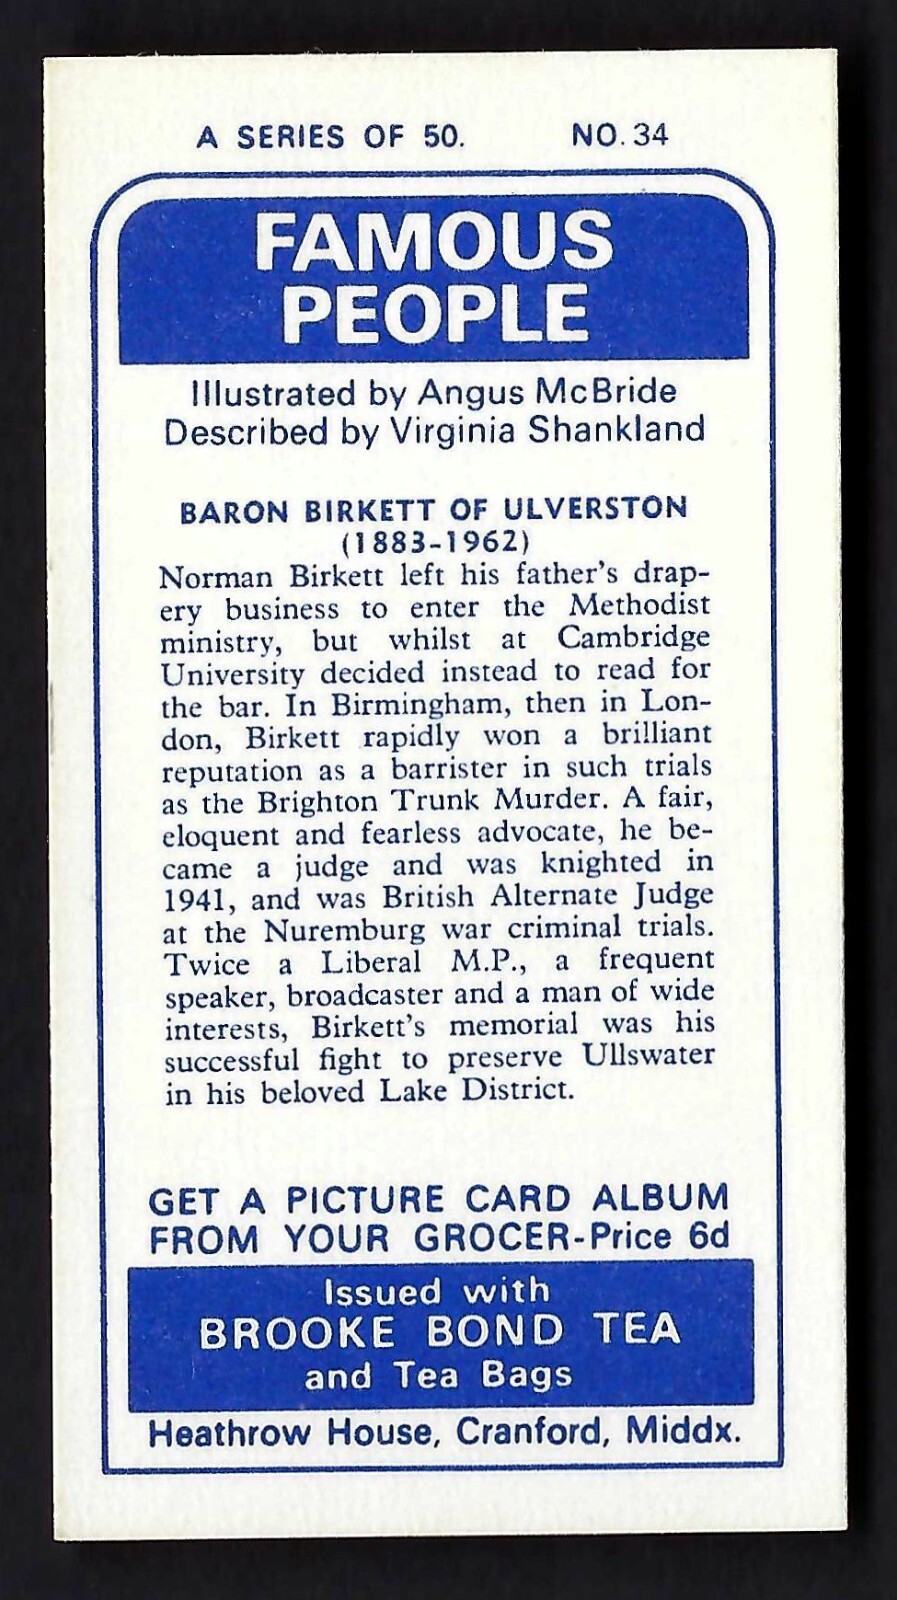 A SERIES OF 50. NO. 34
FAMOUS
PEOPLE
Illustrated by Angus McBride
Described by Virginia Shankland
BARON BIRKETT OF ULVERSTON
(1883-1962)
Norman Birkett left his father's drap-
ery business to enter the Methodist
ministry, but whilst at Cambridge
University decided instead to read for
the bar. In Birmingham, then in Lon-
don, Birkett rapidly won a brilliant
reputation as a barrister in such trials
as the Brighton Trunk Murder. A fair,
eloquent and fearless advocate, he be-
came a judge and was knighted in
1941, and was British Alternate Judge
at the Nuremburg war criminal trials.
Twice a Liberal M.P., a frequent
speaker, broadcaster and a man of wide
interests, Birkett's memorial was his
successful fight to preserve Ullswater
in his beloved Lake District.
GET A PICTURE CARD ALBUM
FROM YOUR GROCER-Price 6d
Issued with
BROOKE BOND TEA
and Tea Bags
Heathrow House, Cranford, Middx.